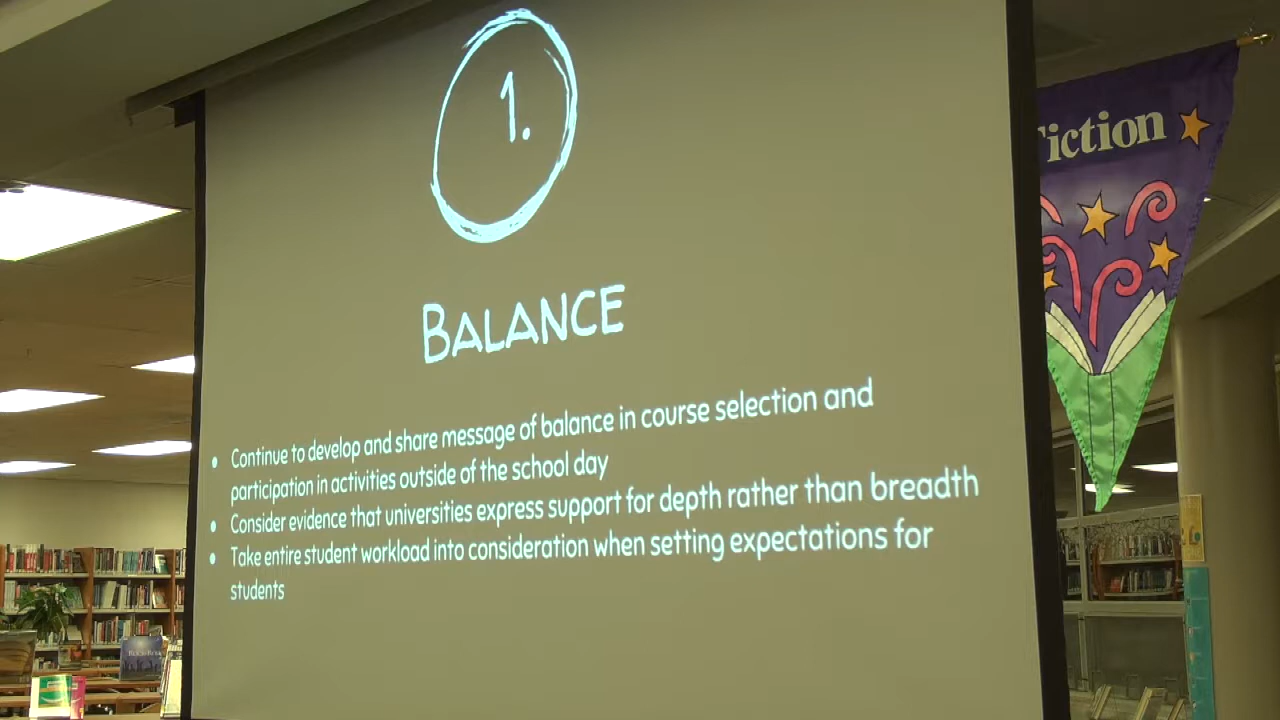 1.
BALANCE
• Continue to develop and share message of balance in course selection and
participation in activities outside of the school day
• Consider evidence that universities express support for depth rather than breadth
• Take entire student workload into consideration when setting expectations for
students
iction